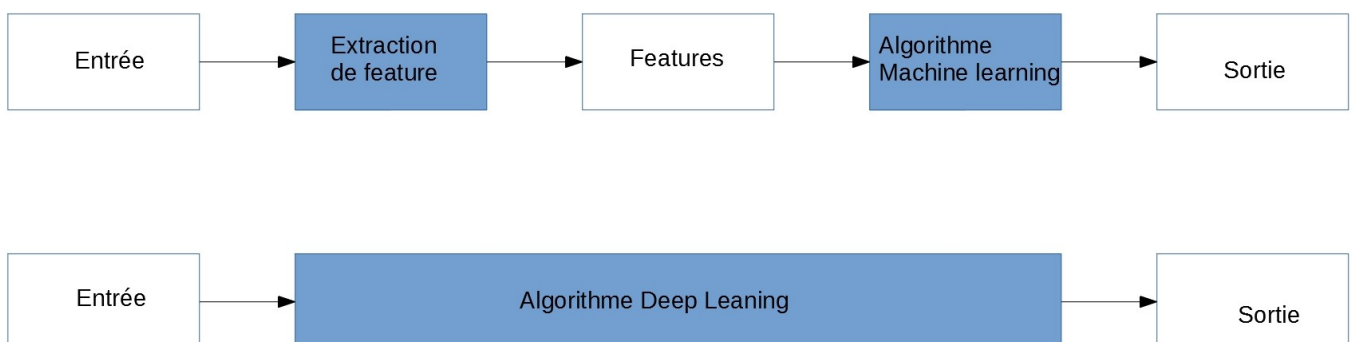 Entrée
Extraction
de feature
Features
Algorithme
Machine learning
Sortie
Entrée
Algorithme Deep Leaning
Sortie